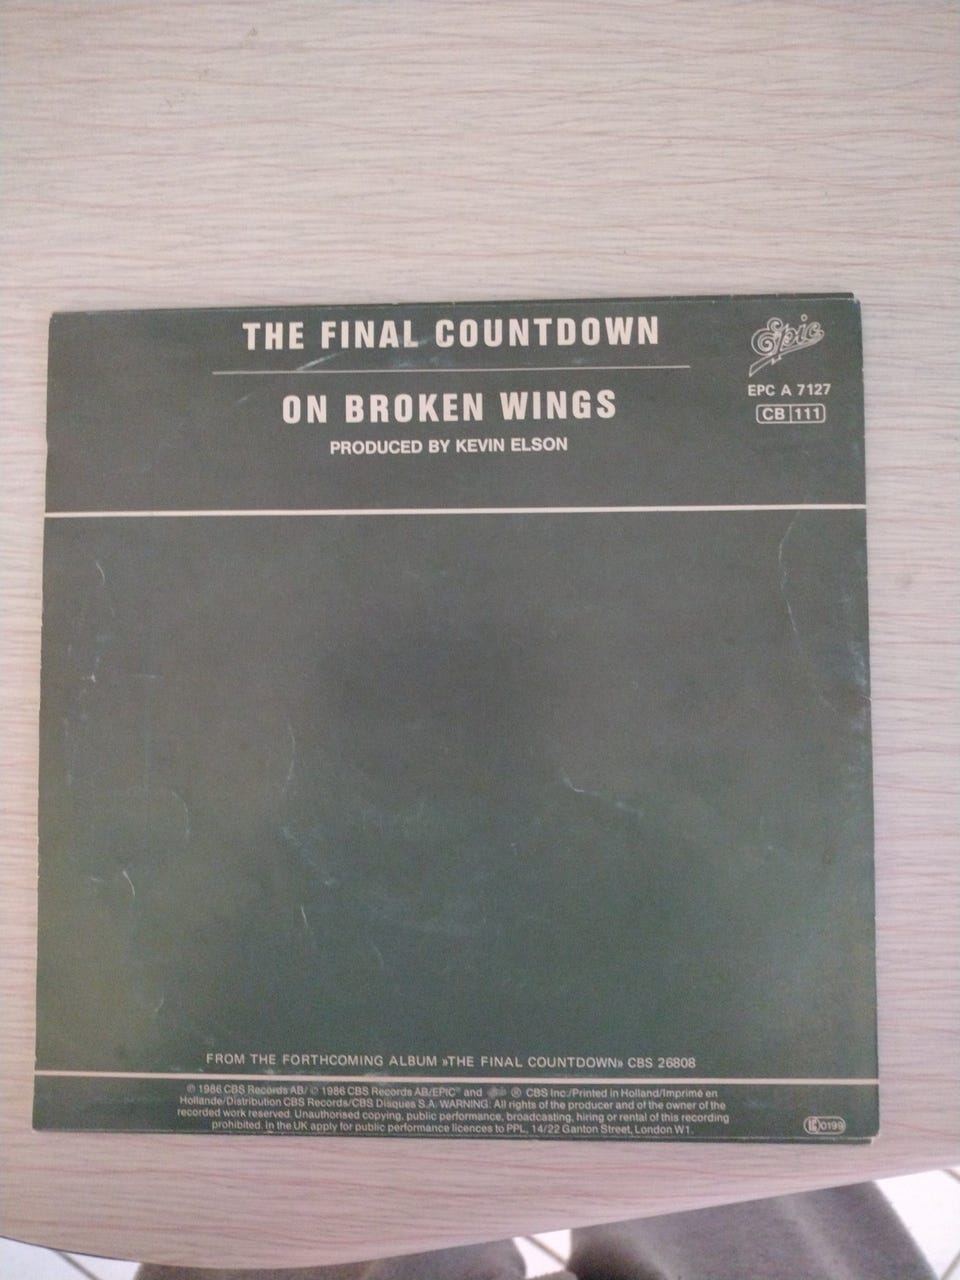 THE FINAL COUNTDOWN
ON BROKEN WINGS
PRODUCED BY KEVIN ELSON
Epic
EPC A 7127
CB 111
FROM THE FORTHCOMING ALBUM »THE FINAL COUNTDOWN» CBS 26808
℗ 1986 CBS Records AB/ © 1986 CBS Records AB/EPIC® and ® CBS Inc./Printed in Holland/Imprimé en
Hollande/Distribution CBS Records/CBS Disques S.A. WARNING: All rights of the producer and of the owner of the
recorded work reserved. Unauthorised copying, public performance, broadcasting, hiring or rental of this recording
prohibited. In the UK apply for public performance licences to PPL, 14/22 Ganton Street, London W1.
0199